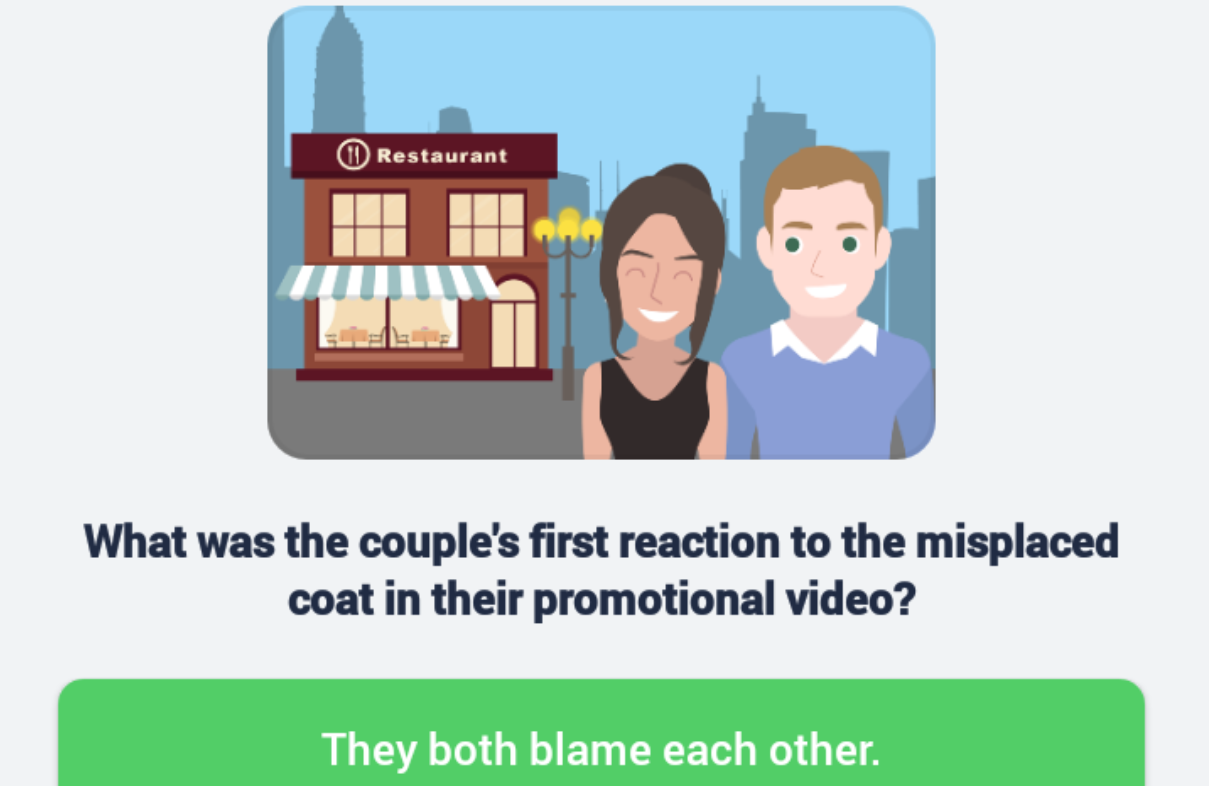 Restaurant
What was the couple's first reaction to the misplaced
coat in their promotional video?
They both blame each other.